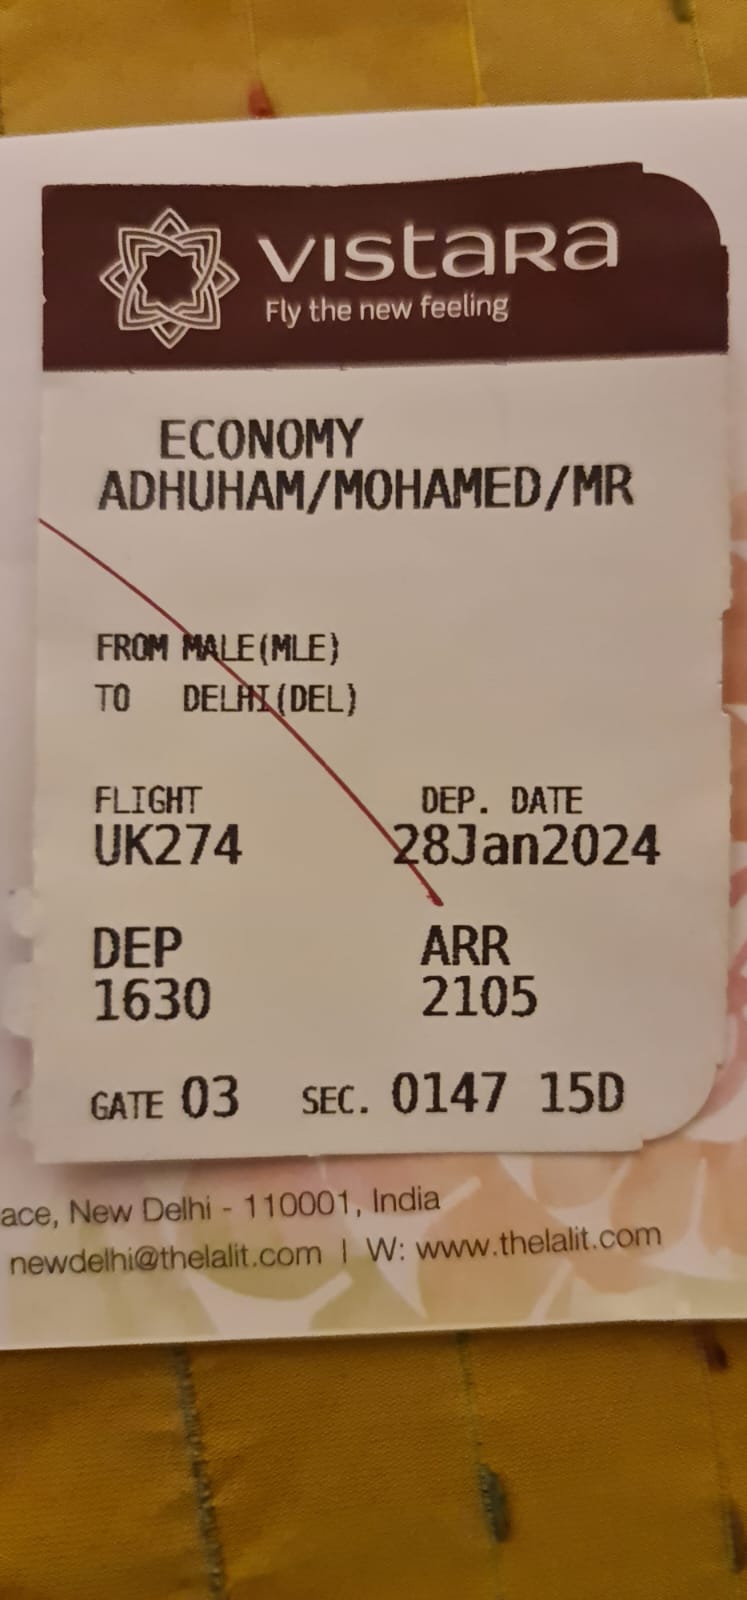 VISTARA
Fly the new feeling
ECONOMY
ADHUHAM/MOHAMED/MR
FROM MALE(MLE)
TO DELHI(DEL)
FLIGHT DEP. DATE
UK274 28Jan2024
DEP ARR
1630 2105
GATE 03 SEC. 0147 15D
ace, New Delhi - 110001, India
newdelhi@thelalit.com | W: www.thelalit.com